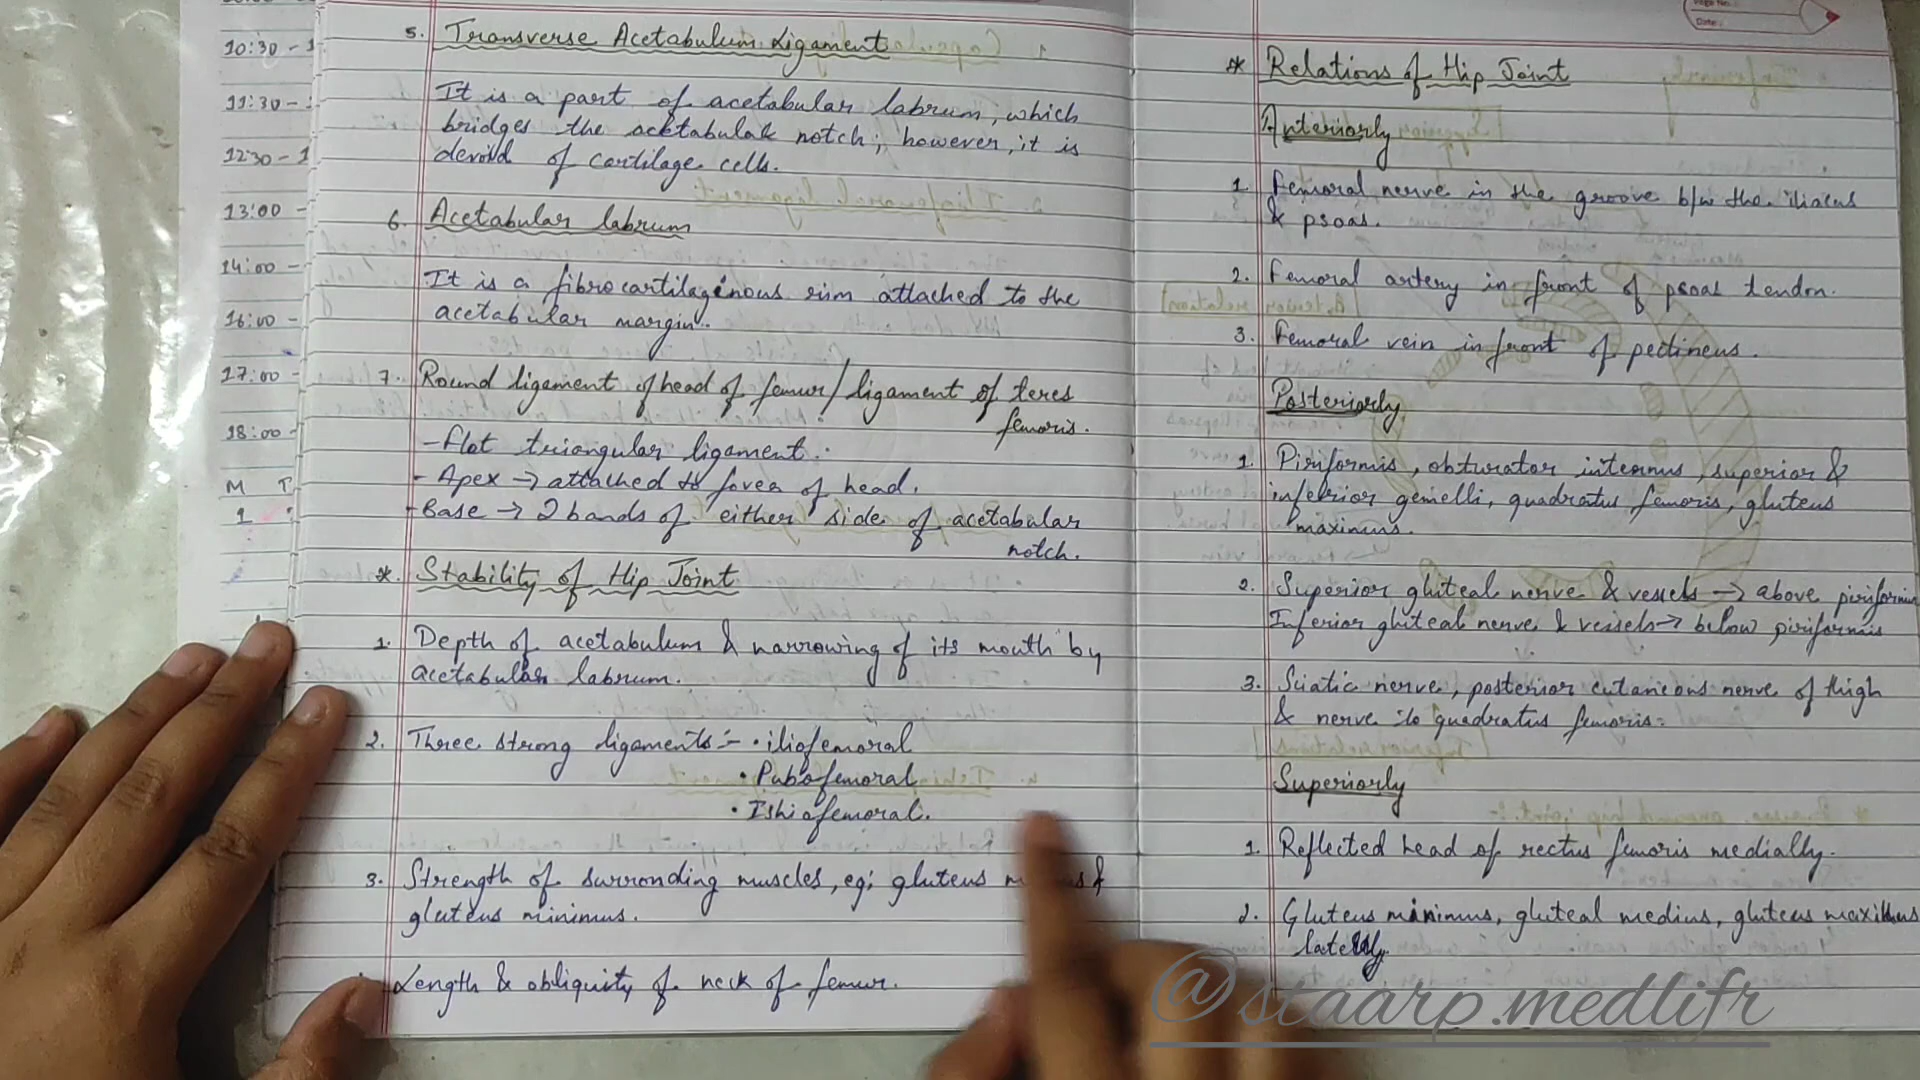 10:30 - 1
11:30 -
12:30 - 1
13:00 -
14:00 -
16:00 -
17:00 -
18:00 -
M T
1
5. Transverse Acetabulum Ligament
It is a part of acetabular labrum, which
bridges the acetabular notch; however, it is
devoid of cartilage cells.
6. Acetabular labrum
It is a fibrocartilaginous rim attached to the
acetabular margin.
7. Round ligament of head of femur/ligament of teres
femoris.
- Flat triangular ligament.
- Apex → attached to fovea of head.
- Base → 2 bands of either side of acetabular
notch.
* Stability of Hip Joint
1. Depth of acetabulum & narrowing of its mouth by
acetabular labrum.
2. Three strong ligaments:- • iliofemoral
• Pubofemoral
• Ishiofemoral.
3. Strength of surronding muscles, eg: gluteus &
gluteus minimus.
Length & obliquity of neck of femur.
Page No.:
Date:
* Relations of Hip Joint
Anteriorly
1. Femoral nerve in the groove b/w the iliacus
& psoas.
2. Femoral artery in front of psoas tendon.
3. Femoral vein in front of pectineus.
Posteriorly
1. Piriformis, obturator internus, superior &
inferior gemelli, quadratus femoris, gluteus
maximus.
2. Superior gluteal nerve & vessels → above piriformis
Inferior gluteal nerve & vessels → below piriformis
3. Sciatic nerve, posterior cutaneous nerve of thigh
& nerve to quadratus femoris.
Superiorly
1. Reflected head of rectus femoris medially.
2. Gluteus minimus, gluteal medius, gluteus maximus
laterally.
@staarp.medlifr